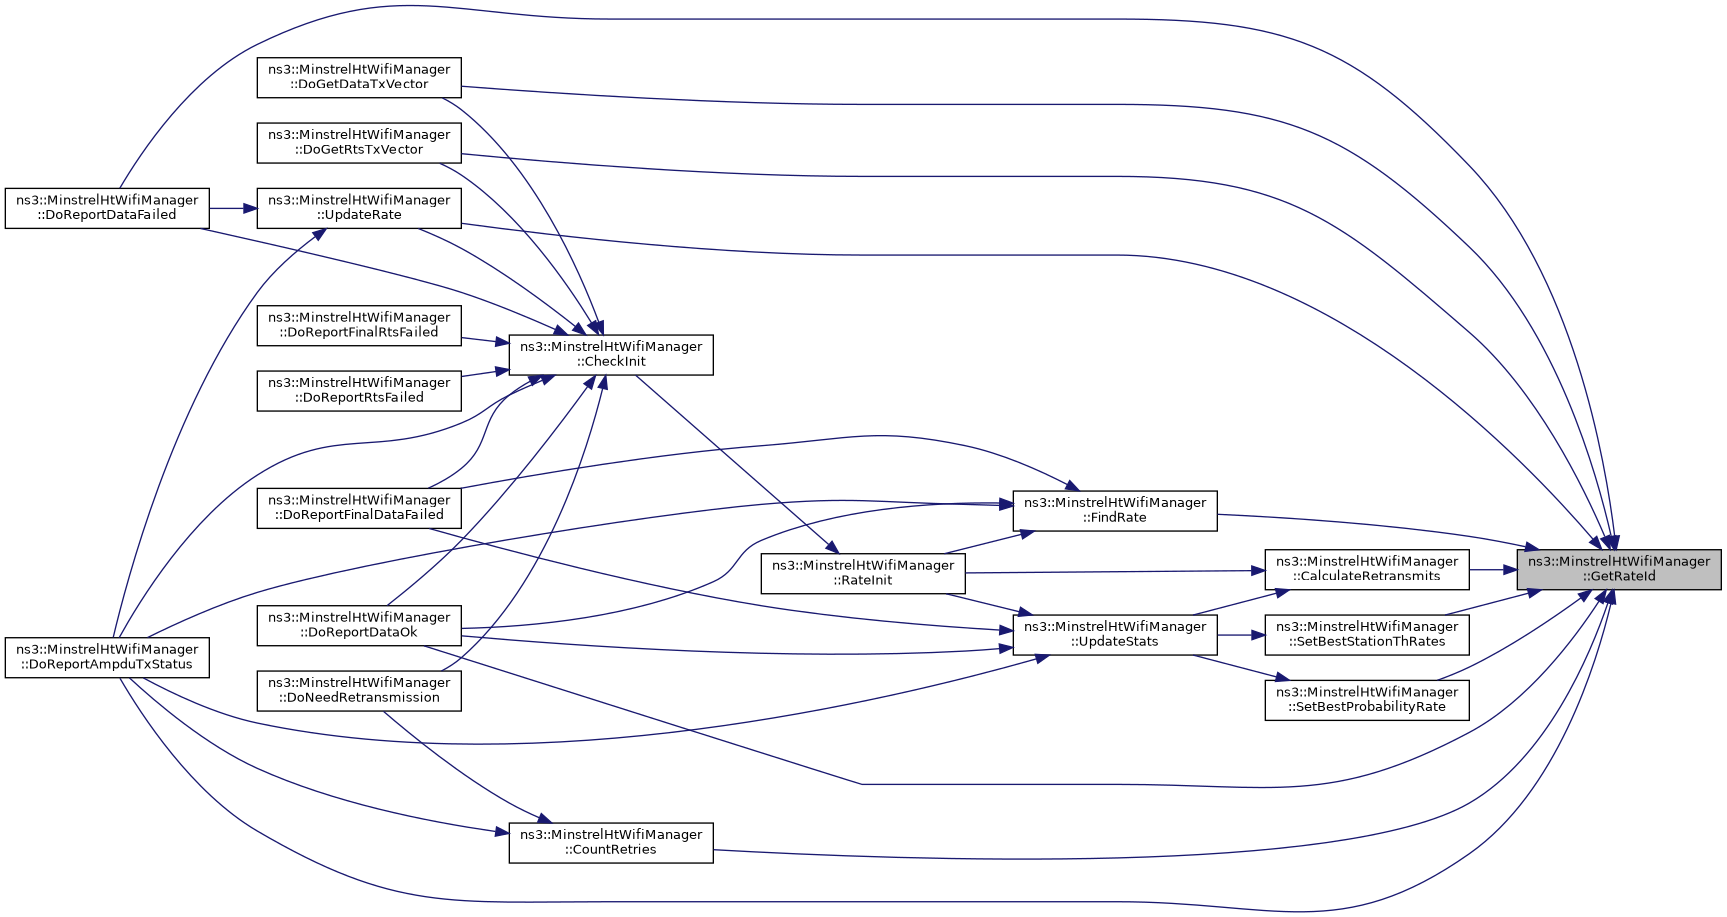 ns3::MinstrelHtWifiManager
::DoGetDataTxVector
ns3::MinstrelHtWifiManager
::DoGetRtsTxVector
ns3::MinstrelHtWifiManager
::DoReportDataFailed
ns3::MinstrelHtWifiManager
::UpdateRate
ns3::MinstrelHtWifiManager
::DoReportFinalRtsFailed
ns3::MinstrelHtWifiManager
::CheckInit
ns3::MinstrelHtWifiManager
::DoReportRtsFailed
ns3::MinstrelHtWifiManager
::DoReportFinalDataFailed
ns3::MinstrelHtWifiManager
::FindRate
ns3::MinstrelHtWifiManager
::RateInit
ns3::MinstrelHtWifiManager
::CalculateRetransmits
ns3::MinstrelHtWifiManager
::GetRateId
ns3::MinstrelHtWifiManager
::DoReportDataOk
ns3::MinstrelHtWifiManager
::UpdateStats
ns3::MinstrelHtWifiManager
::SetBestStationThRates
ns3::MinstrelHtWifiManager
::DoReportAmpduTxStatus
ns3::MinstrelHtWifiManager
::DoNeedRetransmission
ns3::MinstrelHtWifiManager
::SetBestProbabilityRate
ns3::MinstrelHtWifiManager
::CountRetries